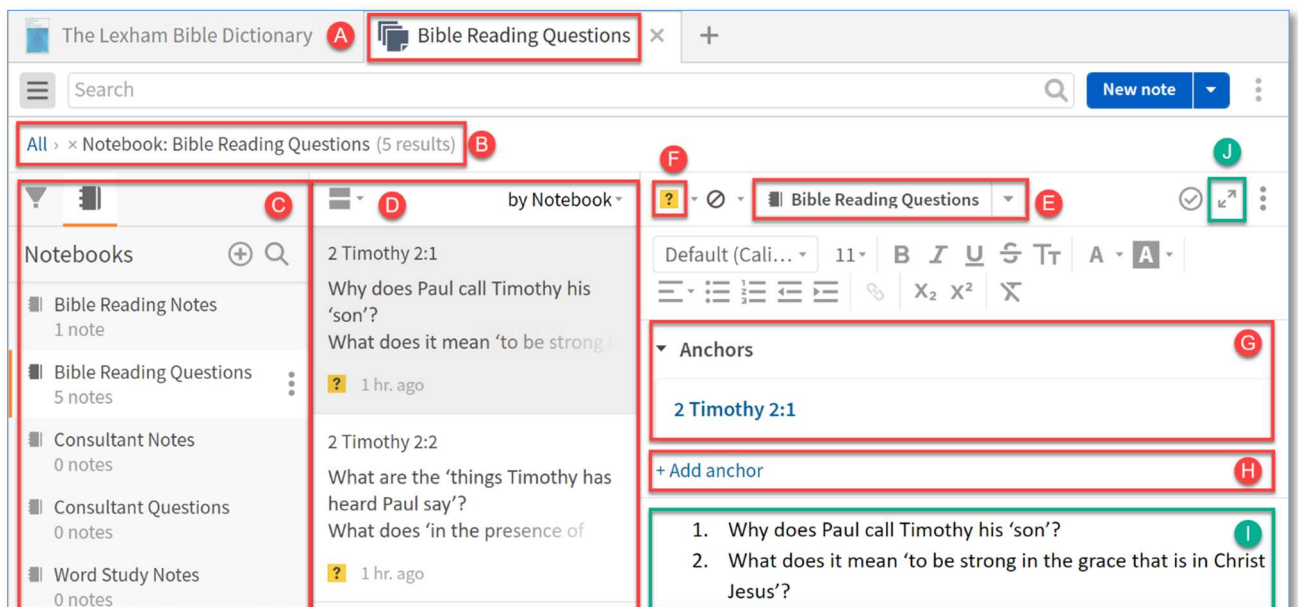 The Lexham Bible Dictionary A Bible Reading Questions × +
Search New note
All › × Notebook: Bible Reading Questions (5 results) B
F J
C D by Notebook ? Bible Reading Questions E
Notebooks
Default (Cali... 11 B I U S TT A A
X₂ X²
Bible Reading Notes
1 note
Bible Reading Questions
5 notes
Consultant Notes
0 notes
Consultant Questions
0 notes
Word Study Notes
0 notes
2 Timothy 2:1
Why does Paul call Timothy his
‘son’?
What does it mean ‘to be strong
? 1 hr. ago
2 Timothy 2:2
What are the ‘things Timothy has
heard Paul say’?
What does ‘in the presence of
? 1 hr. ago
Anchors G
2 Timothy 2:1
+ Add anchor H
I
1. Why does Paul call Timothy his ‘son’?
2. What does it mean ‘to be strong in the grace that is in Christ
Jesus’?